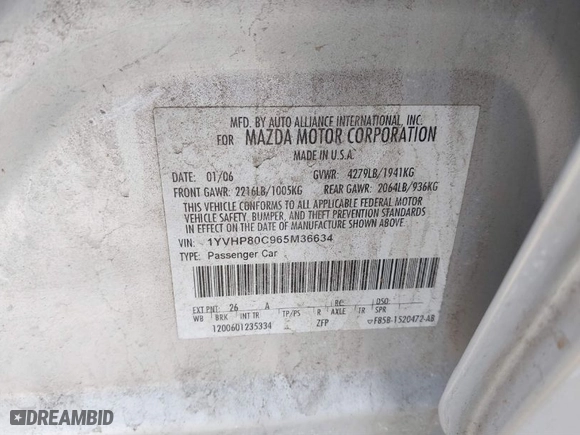 MFD. BY AUTO ALLIANCE INTERNATIONAL, INC.
FOR MAZDA MOTOR CORPORATION
MADE IN U.S.A.
DATE: 01/06 GVWR: 4279LB/1941KG
FRONT GAWR: 2216LB/1005KG REAR GAWR: 2064LB/936KG
THIS VEHICLE CONFORMS TO ALL APPLICABLE FEDERAL MOTOR
VEHICLE SAFETY, BUMPER, AND THEFT PREVENTION STANDARDS
IN EFFECT ON THE DATE OF MANUFACTURE SHOWN ABOVE.
VIN: 1YVHP80C965M36634
TYPE: Passenger Car
EXT PNT: 26 A RC DSO
WB BRK INT TR TP/PS R AXLE TR SPR
1200601235334 ZFP F85B-1520472-AB
DREAMBID